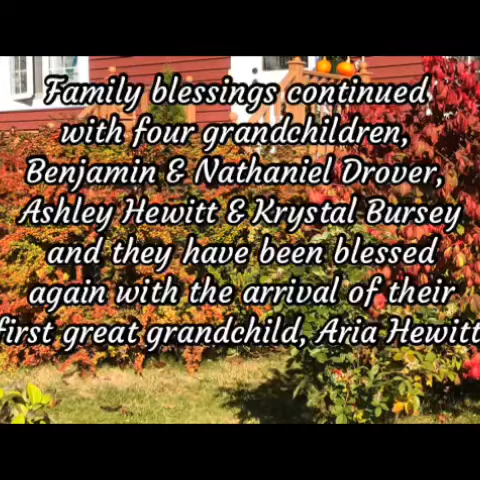 Family blessings continued
with four grandchildren,
Benjamin & Nathaniel Drover,
Ashley Hewitt & Krystal Bursey
and they have been blessed
again with the arrival of their
first great grandchild, Aria Hewitt